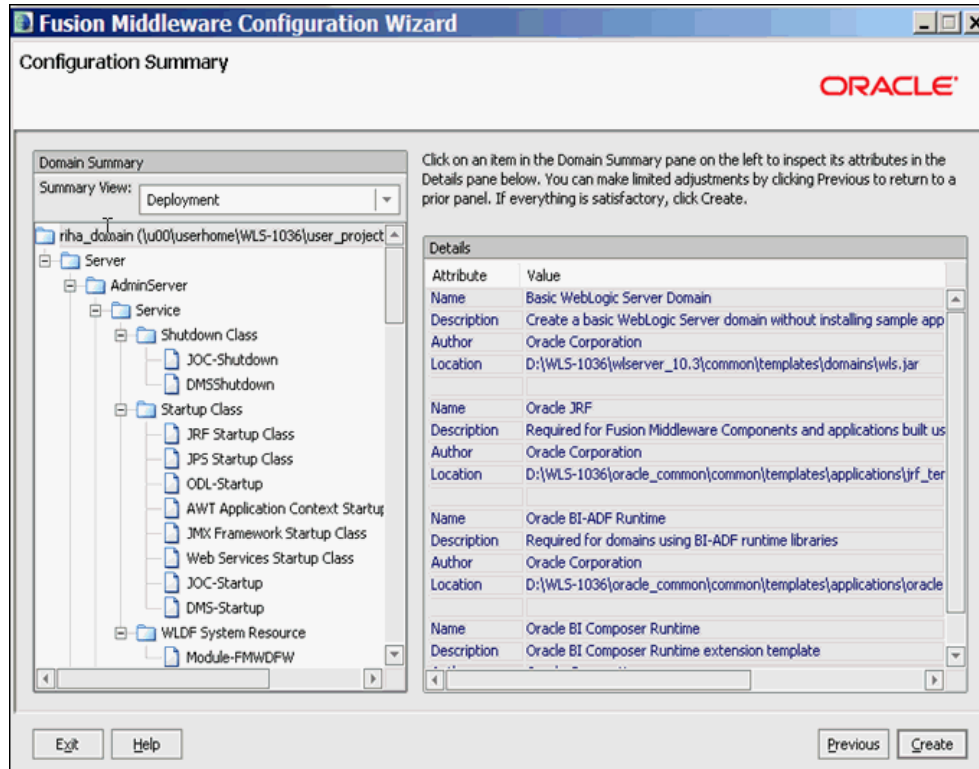 Fusion Middleware Configuration Wizard
Configuration Summary
ORACLE
Domain Summary
Summary View:
Deployment
riha_domain (\u00\userhome\WLS-1036\user_project
Server
AdminServer
Service
Shutdown Class
JOC-Shutdown
DMSShutdown
Startup Class
JRF Startup Class
JPS Startup Class
ODL-Startup
AWT Application Context Startup
JMX Framework Startup Class
Web Services Startup Class
JOC-Startup
DMS-Startup
WLDF System Resource
Module-FMWDFW
Click on an item in the Domain Summary pane on the left to inspect its attributes in the
Details pane below. You can make limited adjustments by clicking Previous to return to a
prior panel. If everything is satisfactory, click Create.
Details
Attribute Value
Name Basic WebLogic Server Domain
Description Create a basic WebLogic Server domain without installing sample app
Author Oracle Corporation
Location D:\WLS-1036\wlserver_10.3\common\templates\domains\wls.jar
Name Oracle JRF
Description Required for Fusion Middleware Components and applications built us
Author Oracle Corporation
Location D:\WLS-1036\oracle_common\common\templates\applications\jrf_ter
Name Oracle BI-ADF Runtime
Description Required for domains using BI-ADF runtime libraries
Author Oracle Corporation
Location D:\WLS-1036\oracle_common\common\templates\applications\oracle
Name Oracle BI Composer Runtime
Description Oracle BI Composer Runtime extension template
Exit
Help
Previous
Create